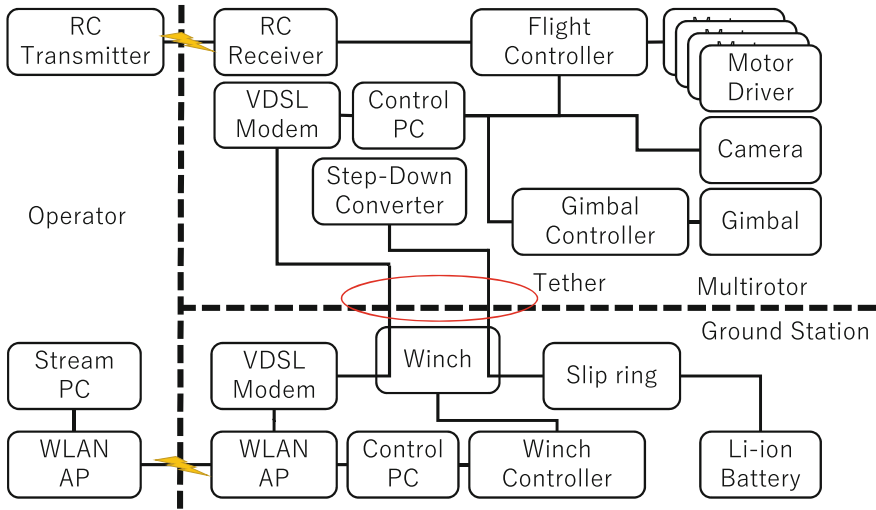 RC
Transmitter
RC
Receiver
Flight
Controller
Motor
Driver
VDSL
Modem
Control
PC
Camera
Step-Down
Converter
Gimbal
Controller
Gimbal
Operator
Tether
Multirotor
Ground Station
Stream
PC
VDSL
Modem
Winch
Slip ring
WLAN
AP
WLAN
AP
Control
PC
Winch
Controller
Li-ion
Battery